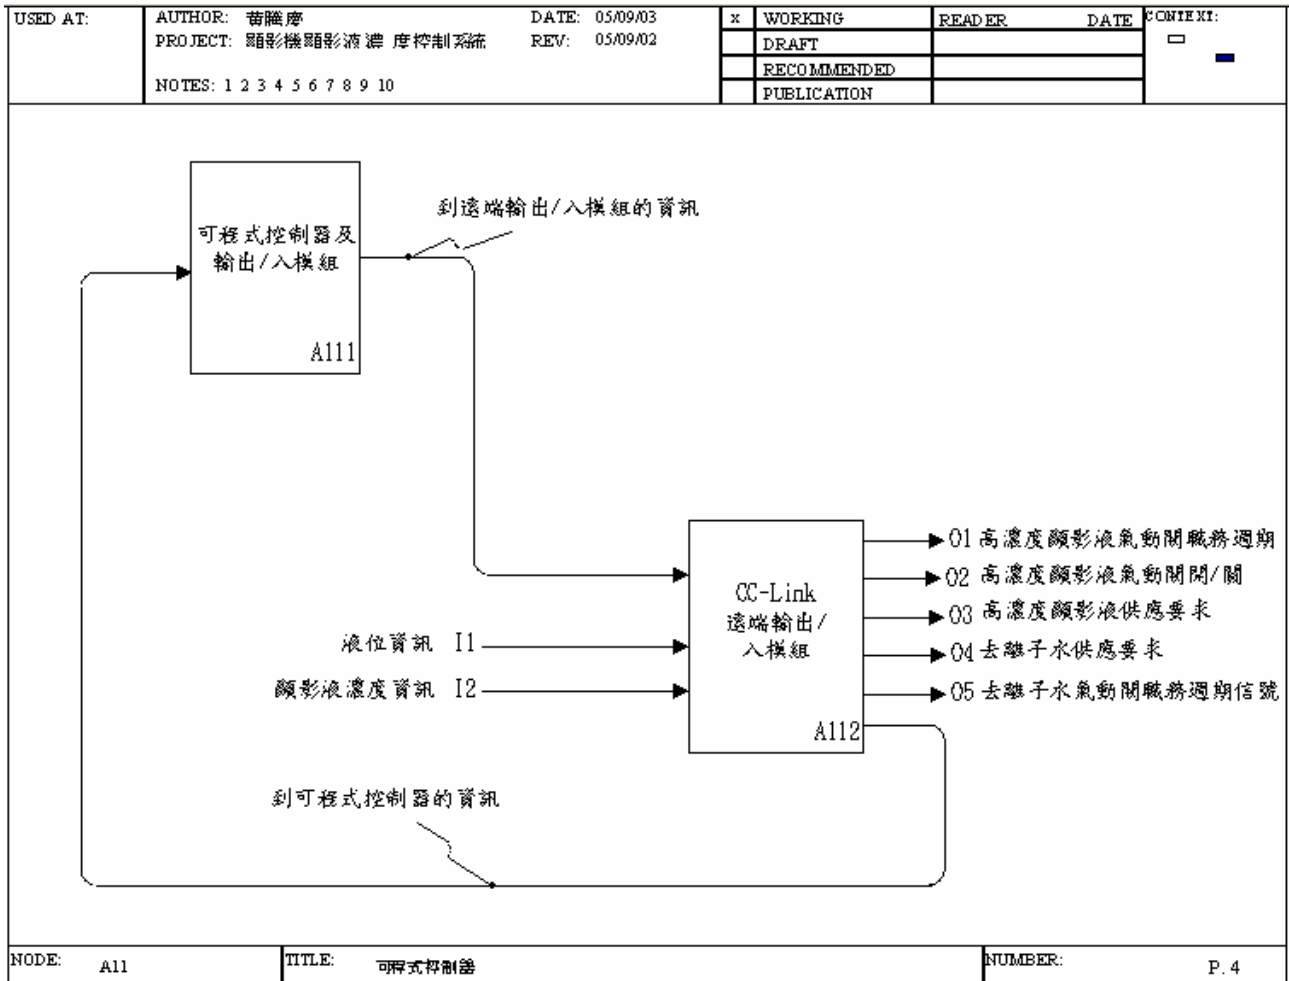 USED AT:
AUTHOR: 黃騰慶
DATE: 05/09/03
PROJECT: 顯影機顯影液濃 度控制系統
REV: 05/09/02
NOTES: 1 2 3 4 5 6 7 8 9 10
x WORKING
DRAFT
RECOMMENDED
PUBLICATION
READER DATE
CONTEXT:
到遠端輸出/入模組的資訊
可程式控制器及
輸出/入模組
A111
CC-Link
遠端輸出/
入模組
A112
O1 高濃度顯影液氣動閥職務週期
O2 高濃度顯影液氣動閥開/關
O3 高濃度顯影液供應要求
O4 去離子水供應要求
O5 去離子水氣動閥職務週期信號
液位資訊 I1
顯影液濃度資訊 I2
到可程式控制器的資訊
NODE: A11
TITLE: 可程式控制器
NUMBER: P. 4